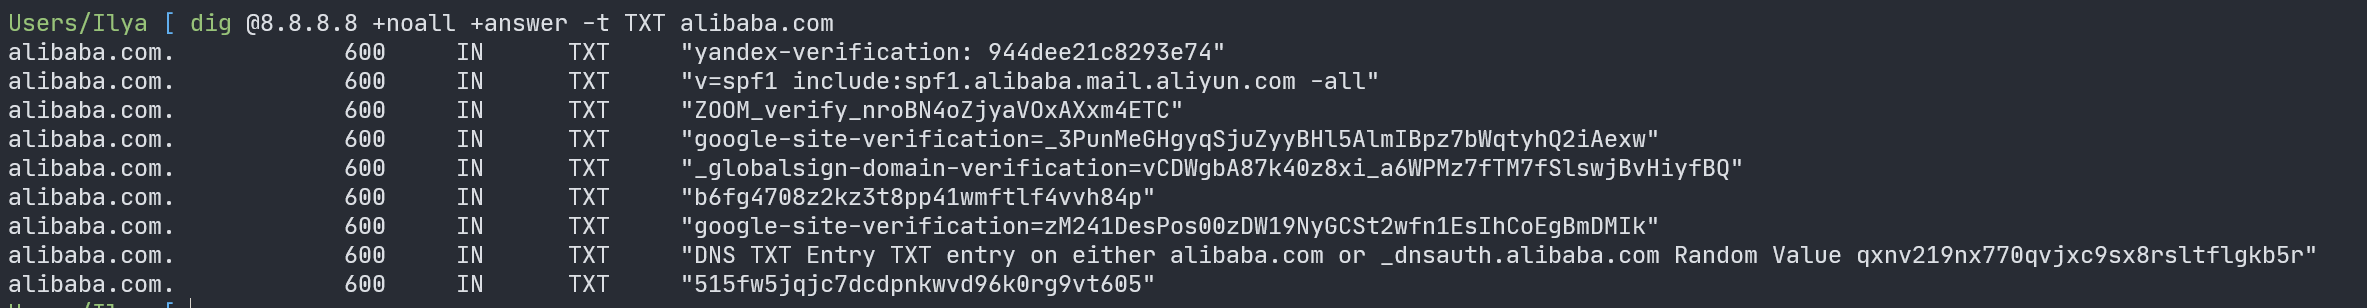 Users/Ilya [ dig @8.8.8.8 +noall +answer -t TXT alibaba.com
alibaba.com. 600 IN TXT "yandex-verification: 944dee21c8293e74"
alibaba.com. 600 IN TXT "v=spf1 include:spf1.alibaba.mail.aliyun.com -all"
alibaba.com. 600 IN TXT "ZOOM_verify_nroBN4oZjyaVOxAXxm4ETC"
alibaba.com. 600 IN TXT "google-site-verification=_3PunMeGHgyqSjuZyyBHl5AlmIBpz7bWqtyhQ2iAexw"
alibaba.com. 600 IN TXT "_globalsign-domain-verification=vCDWgbA87k40z8xi_a6WPMz7fTM7fSlswjBvHiyfBQ"
alibaba.com. 600 IN TXT "b6fg4708z2kz3t8pp41wmftlf4vvh84p"
alibaba.com. 600 IN TXT "google-site-verification=zM241DesPos00zDW19NyGCSt2wfn1EsIhCoEgBmDMIk"
alibaba.com. 600 IN TXT "DNS TXT Entry TXT entry on either alibaba.com or _dnsauth.alibaba.com Random Value qxnv219nx770qvjxc9sx8rsltflgkb5r"
alibaba.com. 600 IN TXT "515fw5jqjc7dcdpnkwvd96k0rg9vt605"
Users/Ilya [